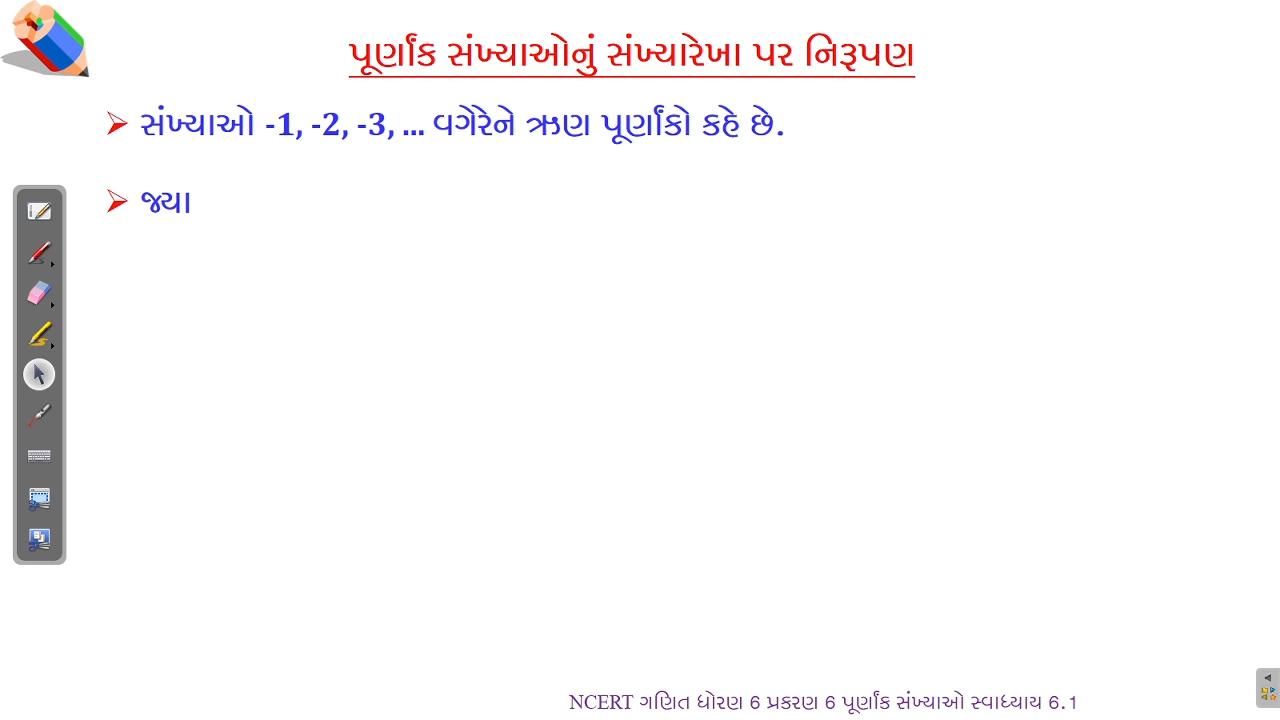 પૂર્ણાંક સંખ્યાઓનું સંખ્યારેખા પર નિરૂપણ
સંખ્યાઓ -1, -2, -3, ... વગેરેને ઋણ પૂર્ણાંકો કહે છે.
જ્યા
NCERT ગણિત ધોરણ 6 પ્રકરણ 6 પૂર્ણાંક સંખ્યાઓ સ્વાધ્યાય 6.1